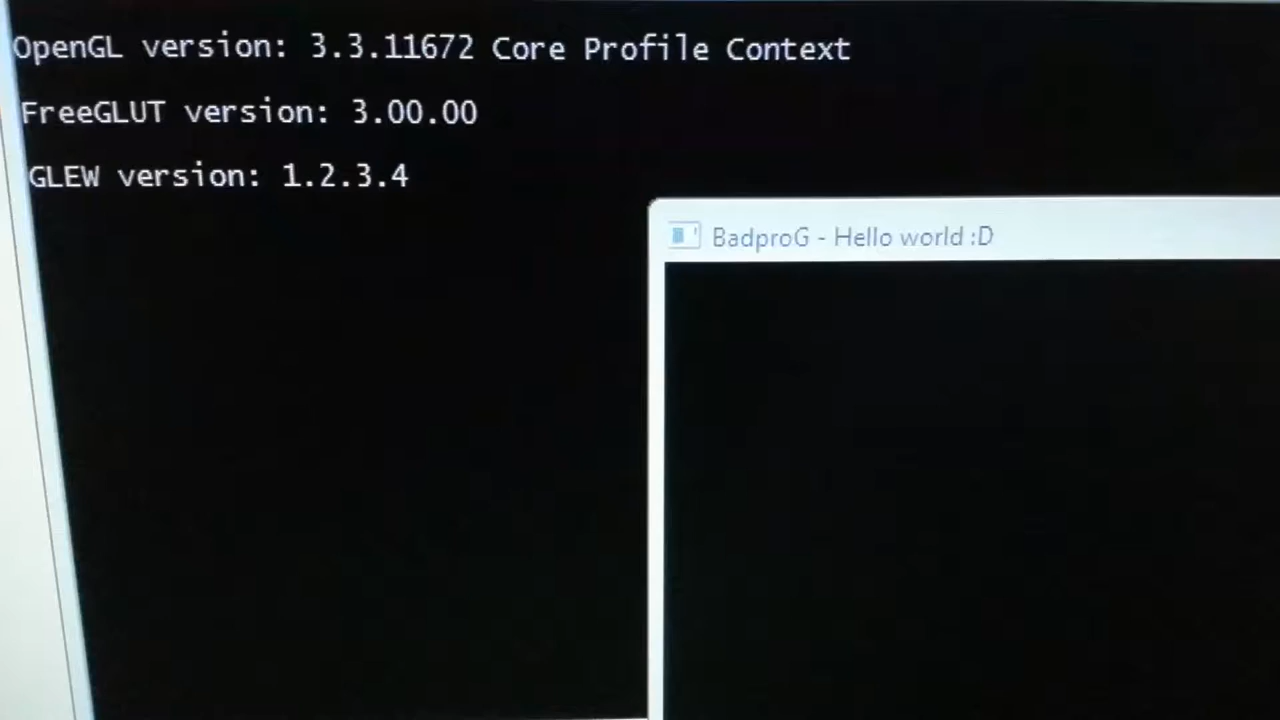 OpenGL version: 3.3.11672 Core Profile Context
FreeGLUT version: 3.00.00
GLEW version: 1.2.3.4
BadproG - Hello world :D